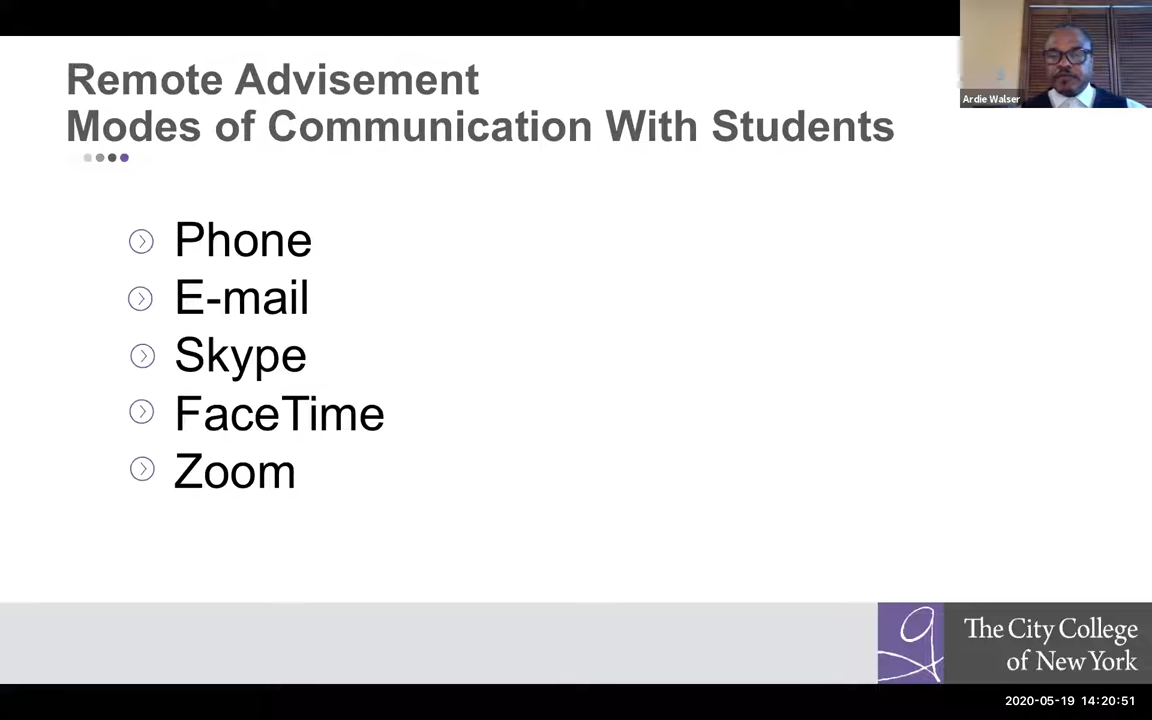 Remote Advisement
Modes of Communication With Students
Phone
E-mail
Skype
FaceTime
Zoom
Ardie Walser
The City College
of New York
2020-05-19 14:20:51